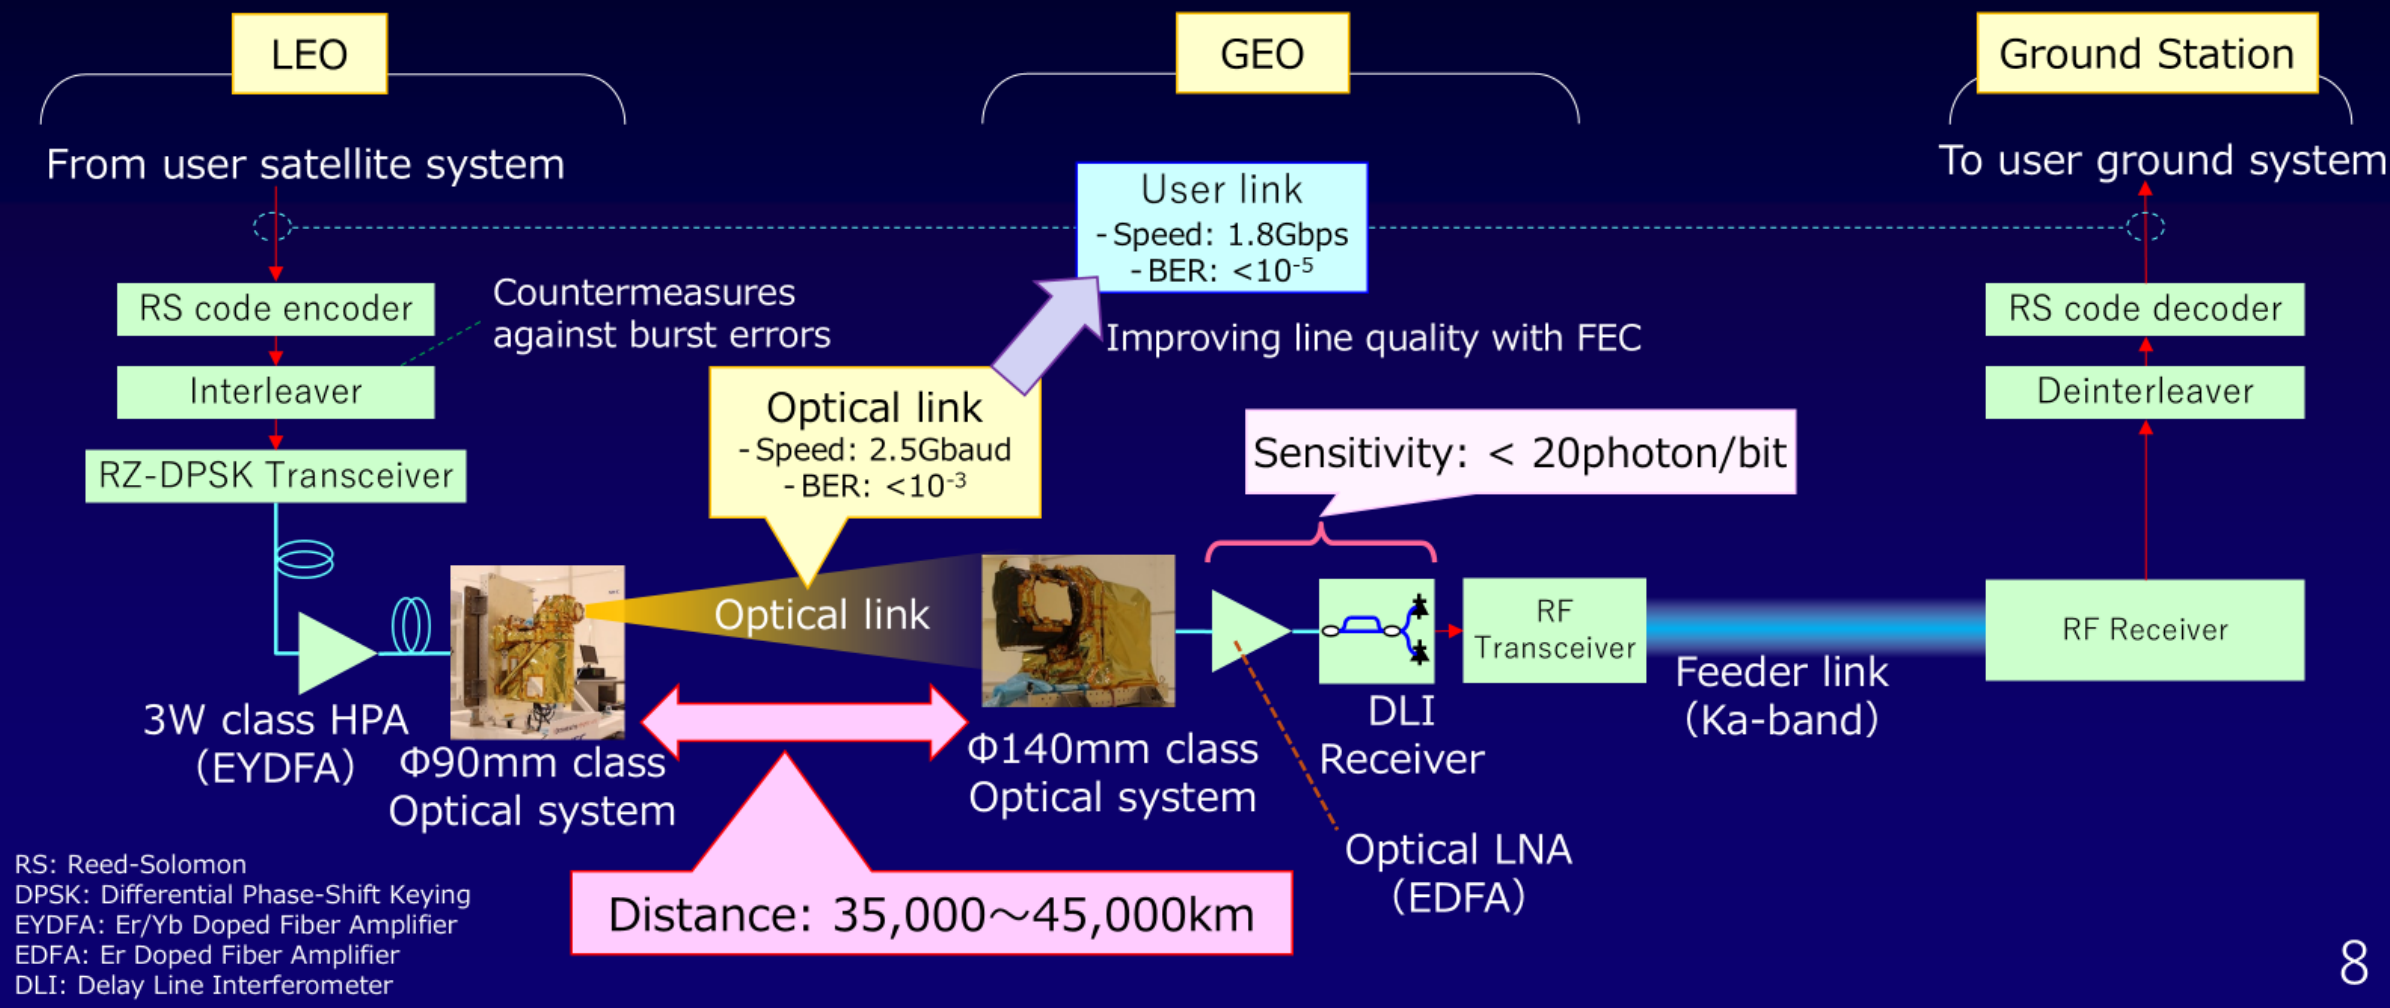 LEO
GEO
Ground Station
From user satellite system
To user ground system
User link
- Speed: 1.8Gbps
- BER: <10⁻⁵
RS code encoder
Countermeasures
against burst errors
RS code decoder
Interleaver
Improving line quality with FEC
Deinterleaver
Optical link
- Speed: 2.5Gbaud
- BER: <10⁻³
Sensitivity: < 20photon/bit
RZ-DPSK Transceiver
Optical link
RF
Transceiver
RF Receiver
Feeder link
(Ka-band)
3W class HPA
(EYDFA)
Φ90mm class
Optical system
Φ140mm class
Optical system
DLI
Receiver
Optical LNA
(EDFA)
Distance: 35,000～45,000km
RS: Reed-Solomon
DPSK: Differential Phase-Shift Keying
EYDFA: Er/Yb Doped Fiber Amplifier
EDFA: Er Doped Fiber Amplifier
DLI: Delay Line Interferometer
8